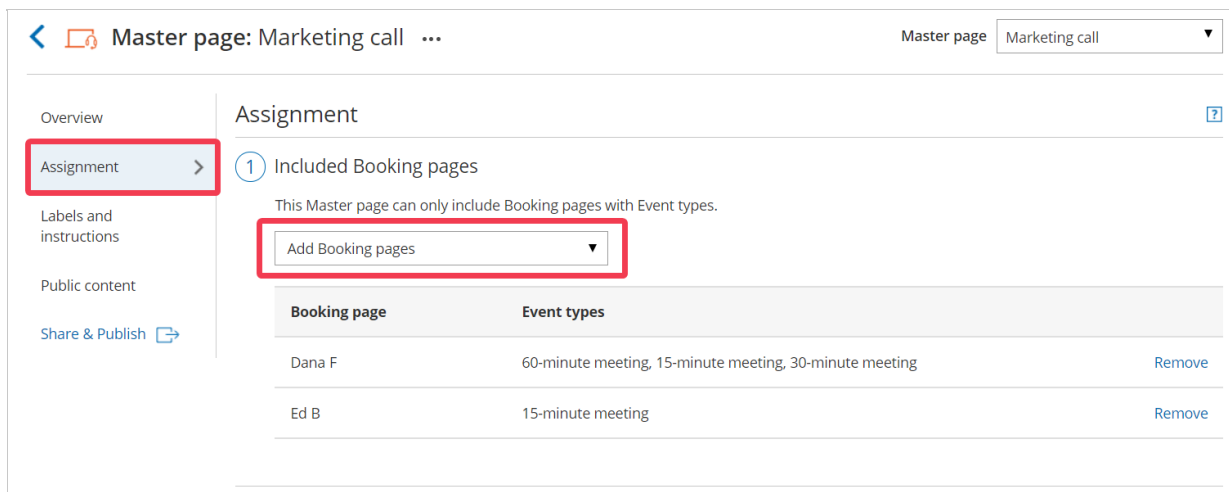 Master page: Marketing call ...
Master page Marketing call
Overview
Assignment
Labels and
instructions
Public content
Share & Publish
Assignment
?
1 Included Booking pages
This Master page can only include Booking pages with Event types.
Add Booking pages
Booking page Event types
Dana F 60-minute meeting, 15-minute meeting, 30-minute meeting Remove
Ed B 15-minute meeting Remove